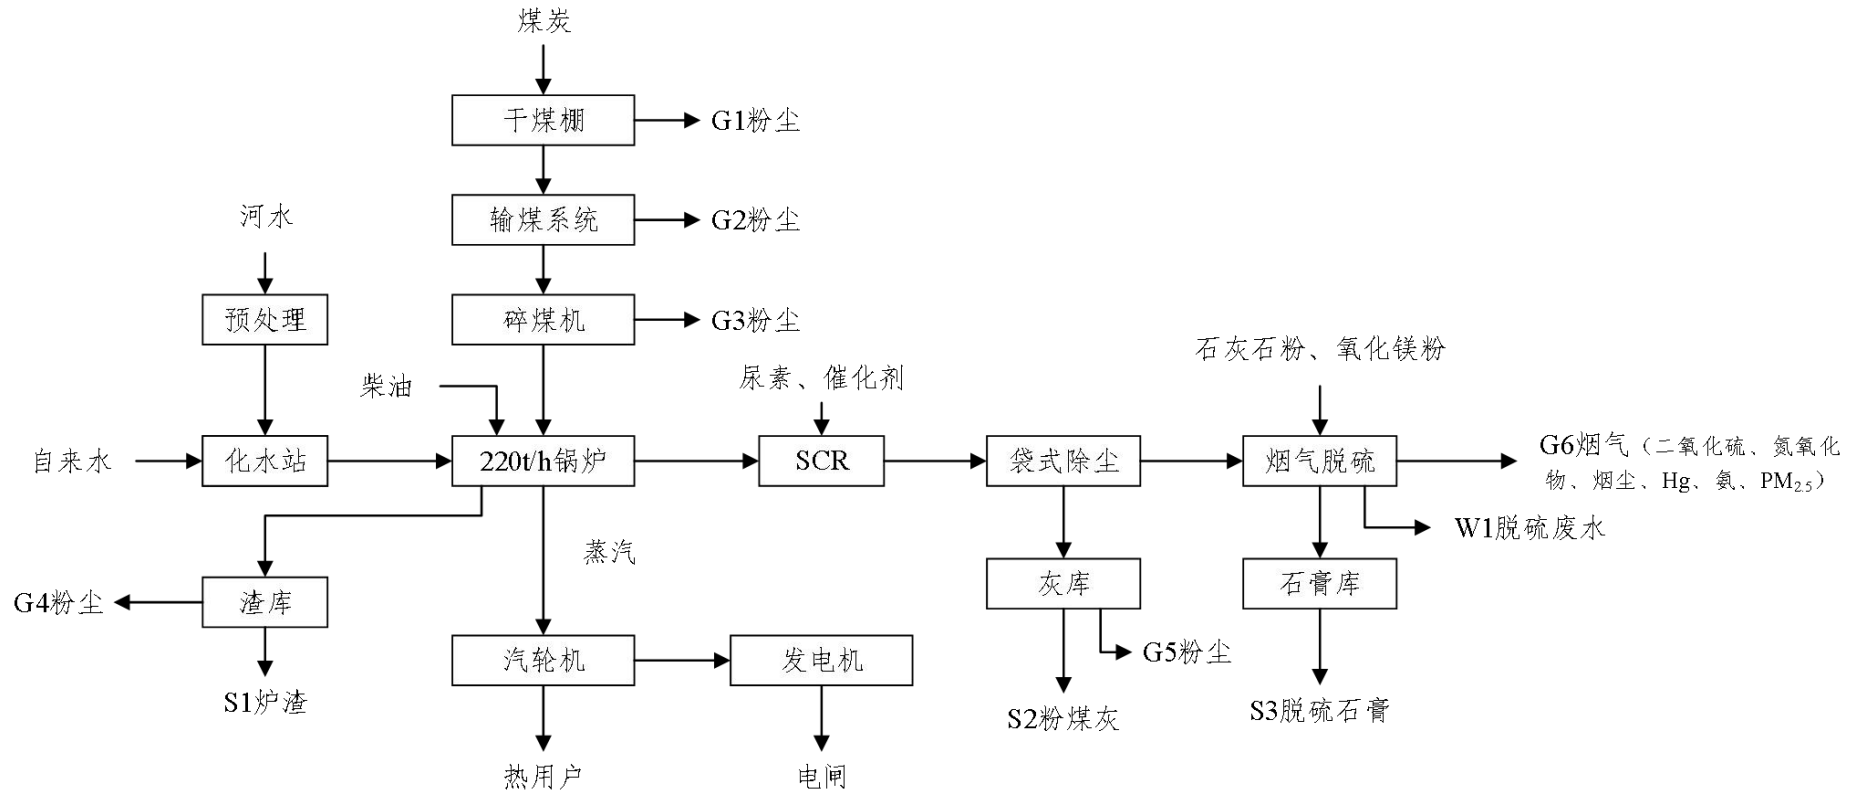 煤炭
干煤棚
G1粉尘
输煤系统
G2粉尘
河水
预处理
碎煤机
G3粉尘
石灰石粉、氧化镁粉
柴油
尿素、催化剂
自来水
化水站
220t/h锅炉
SCR
袋式除尘
烟气脱硫
G6烟气（二氧化硫、氮氧化
物、烟尘、Hg、氨、PM2.5）
W1脱硫废水
蒸汽
G4粉尘
渣库
灰库
石膏库
汽轮机
发电机
G5粉尘
S1炉渣
S2粉煤灰
S3脱硫石膏
热用户
电闸